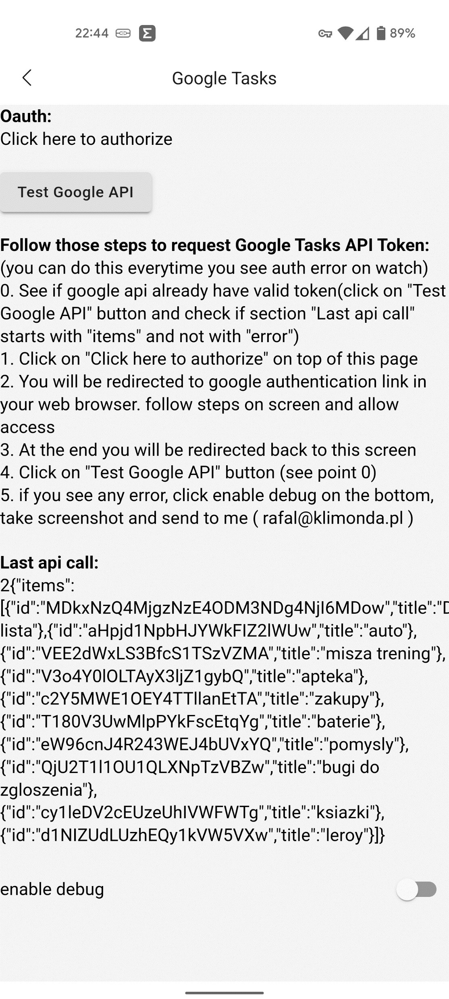 22:44 89%
Google Tasks
Oauth:
Click here to authorize
Test Google API
Follow those steps to request Google Tasks API Token:
(you can do this everytime you see auth error on watch)
0. See if google api already have valid token(click on "Test
Google API" button and check if section "Last api call"
starts with "items" and not with "error")
1. Click on "Click here to authorize" on top of this page
2. You will be redirected to google authentication link in
your web browser. follow steps on screen and allow
access
3. At the end you will be redirected back to this screen
4. Click on "Test Google API" button (see point 0)
5. if you see any error, click enable debug on the bottom,
take screenshot and send to me ( rafal@klimonda.pl )
Last api call:
2{"items":
[{"id":"MDkxNzQ4MjgzNzE4ODM3NDg4NjI6MDow","title":"D
lista"},{"id":"aHpjd1NpbHJYWkFIZ2lWUw","title":"auto"},
{"id":"VEE2dWxLS3BfcS1TSzVZMA","title":"misza trening"},
{"id":"V3o4Y0lOLTAyX3ljZ1gybQ","title":"apteka"},
{"id":"c2Y5MWE1OEY4TTllanEtTA","title":"zakupy"},
{"id":"T180V3UwMlpPYkFscEtqYg","title":"baterie"},
{"id":"eW96cnJ4R243WEJ4bUVxYQ","title":"pomysly"},
{"id":"QjU2T1l1OU1QLXNpTzVBZw","title":"bugi do
zgloszenia"},
{"id":"cy1leDV2cEUzeUhIVWFWTg","title":"ksiazki"},
{"id":"d1NIZUdLUzhEQy1kVW5VXw","title":"leroy"}]}
enable debug